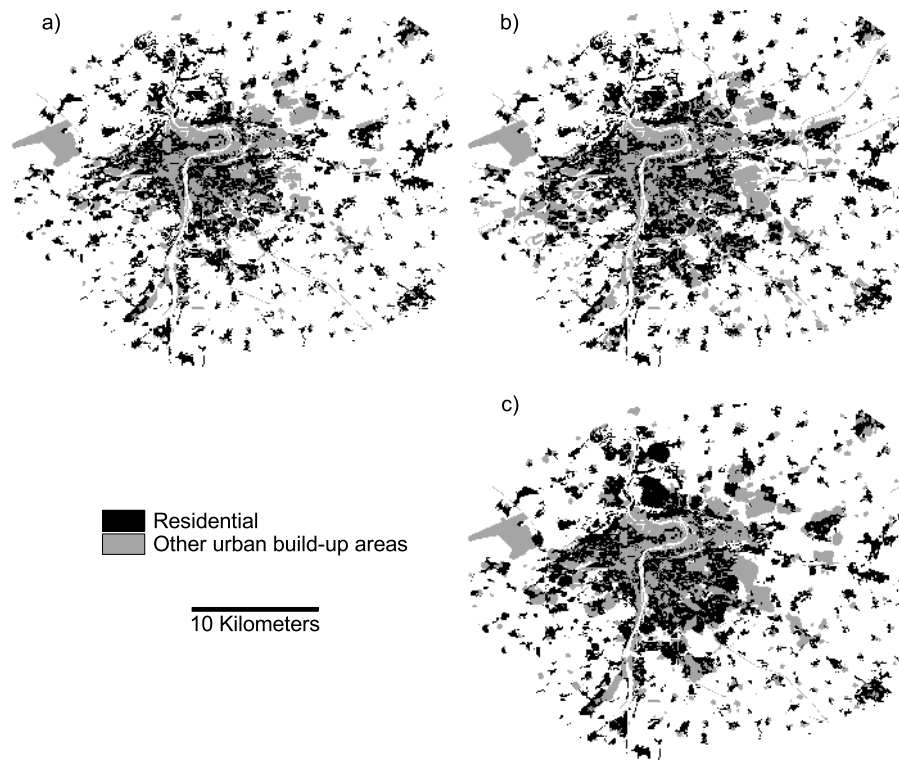 a)
b)
c)
Residential
Other urban build-up areas
10 Kilometers